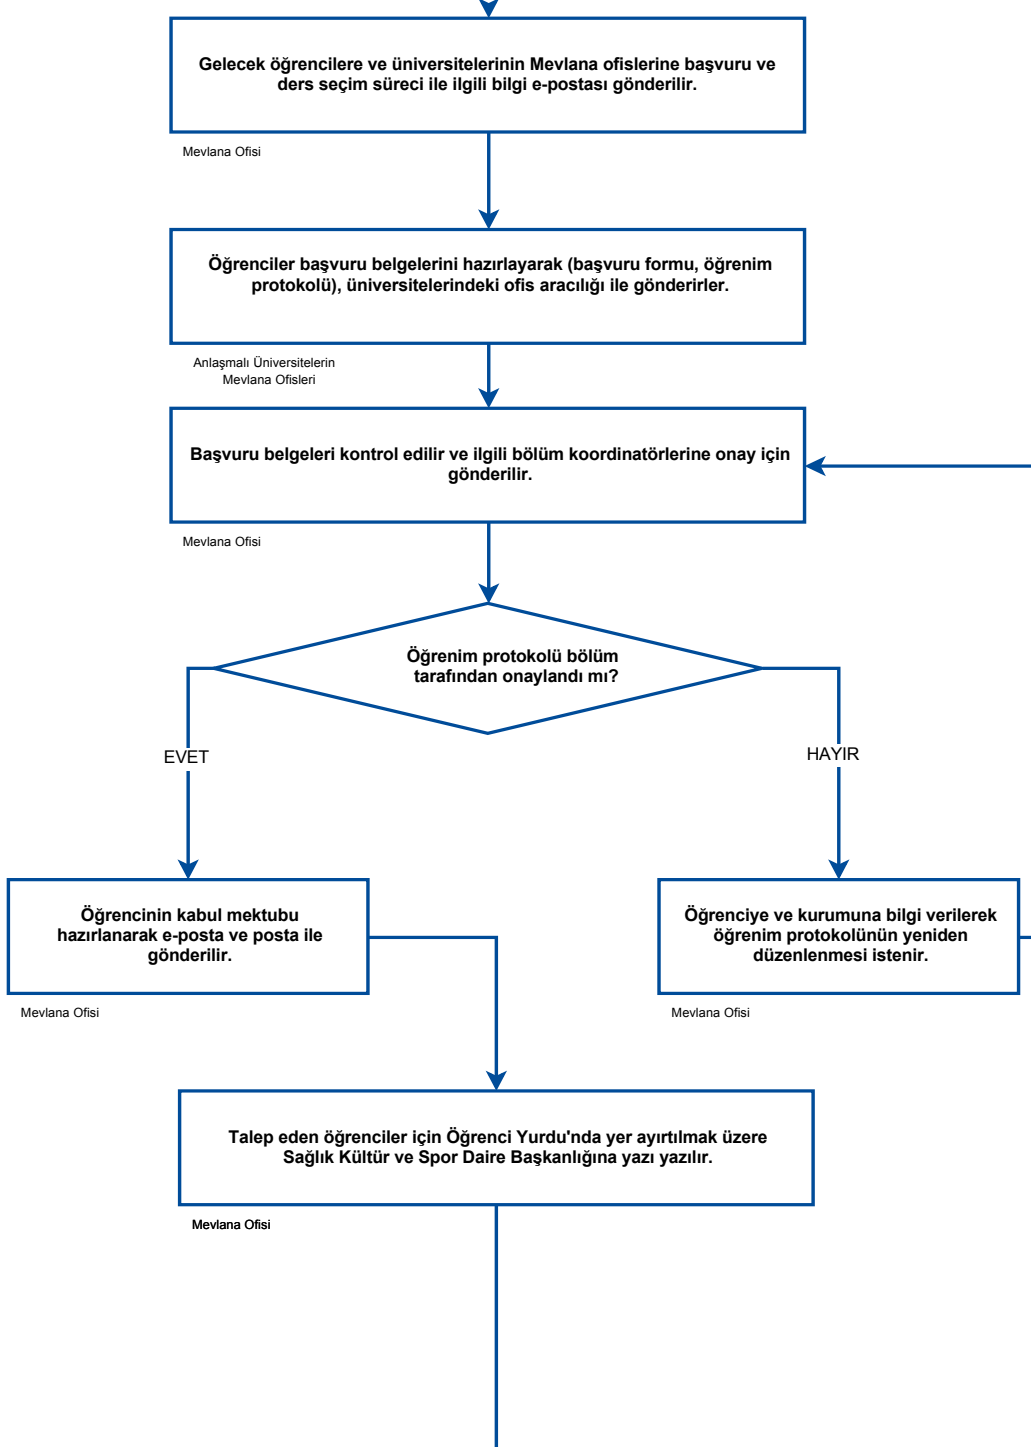 Gelecek öğrencilere ve üniversitelerinin Mevlana ofislerine başvuru ve
ders seçim süreci ile ilgili bilgi e-postası gönderilir.
Mevlana Ofisi
Öğrenciler başvuru belgelerini hazırlayarak (başvuru formu, öğrenim
protokolü), üniversitelerindeki ofis aracılığı ile gönderirler.
Anlaşmalı Üniversitelerin
Mevlana Ofisleri
Başvuru belgeleri kontrol edilir ve ilgili bölüm koordinatörlerine onay için
gönderilir.
Mevlana Ofisi
Öğrenim protokolü bölüm
tarafından onaylandı mı?
EVET
HAYIR
Öğrencinin kabul mektubu
hazırlanarak e-posta ve posta ile
gönderilir.
Mevlana Ofisi
Öğrenciye ve kurumuna bilgi verilerek
öğrenim protokolünün yeniden
düzenlenmesi istenir.
Mevlana Ofisi
Talep eden öğrenciler için Öğrenci Yurdu'nda yer ayırtılmak üzere
Sağlık Kültür ve Spor Daire Başkanlığına yazı yazılır.
Mevlana Ofisi